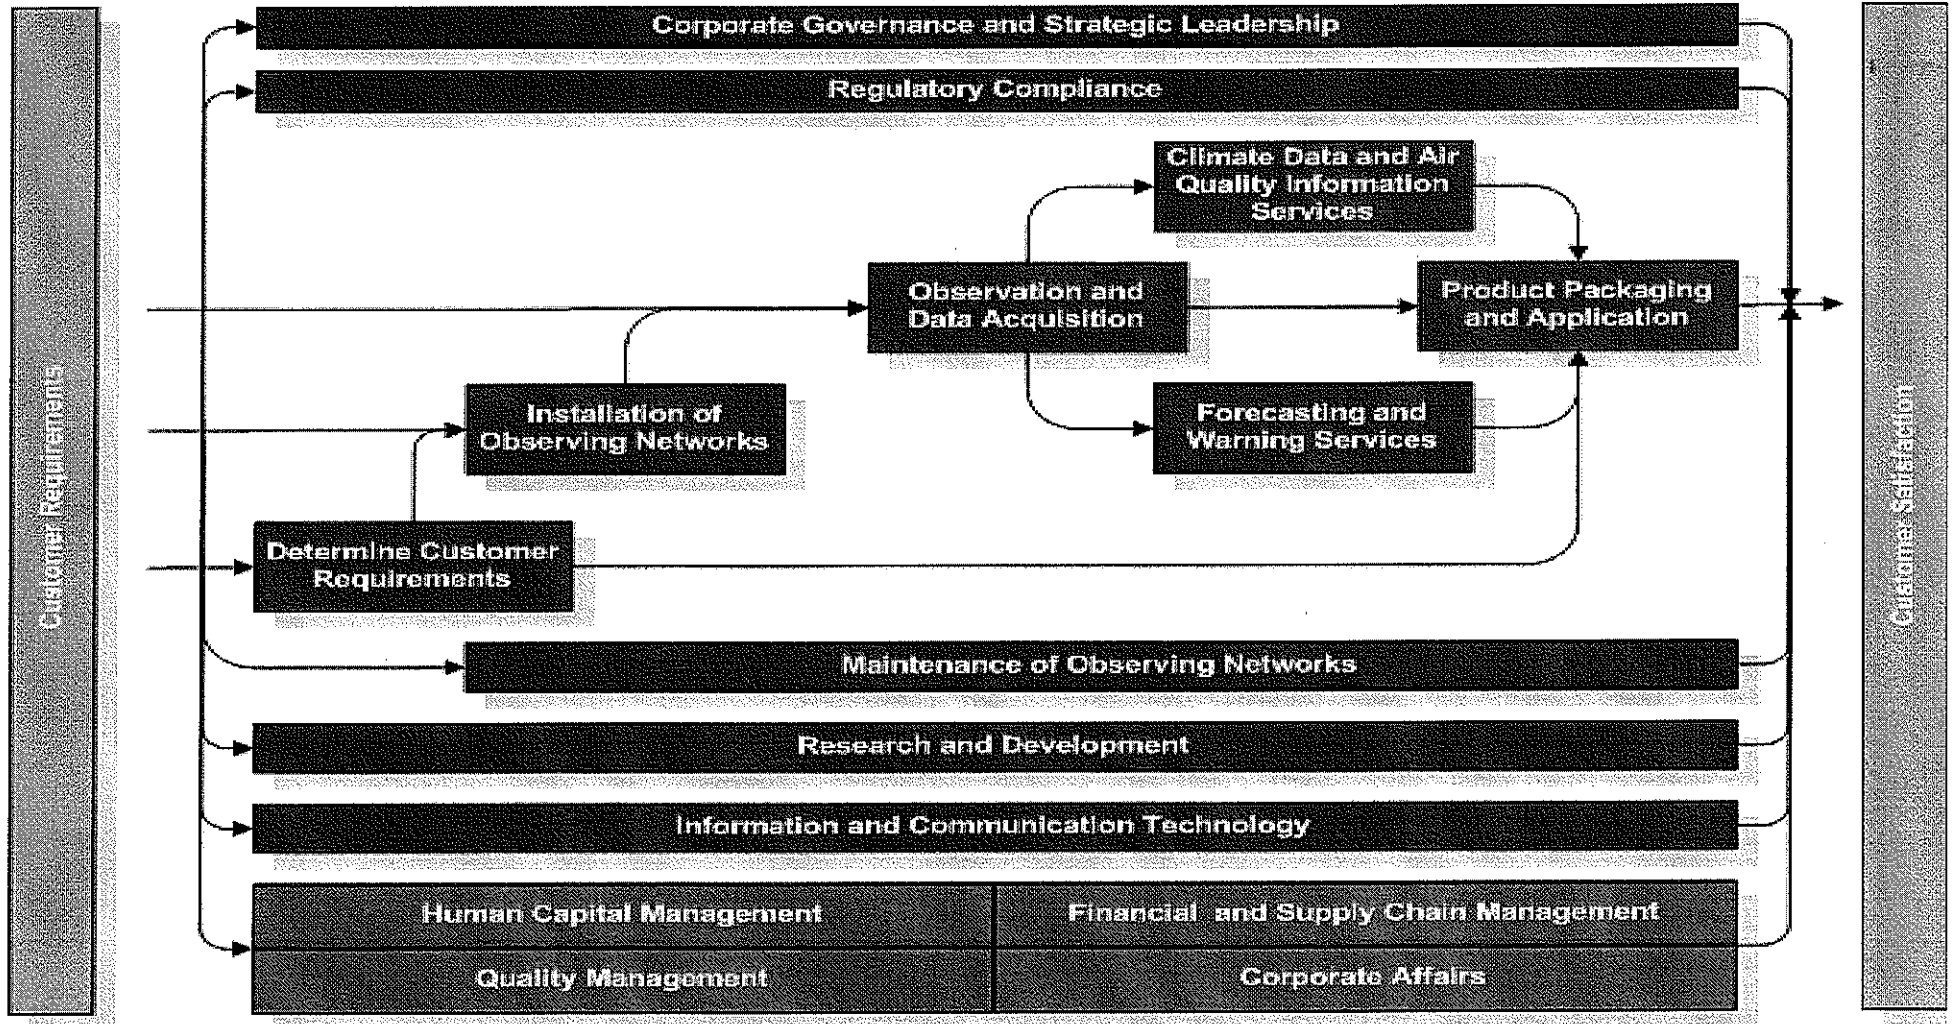 Corporate Governance and Strategic Leadership
Regulatory Compliance
Climate Data and Air
Quality Information
Services
Observation and
Data Acquisition
Product Packaging
and Application
Installation of
Observing Networks
Forecasting and
Warning Services
Determine Customer
Requirements
Customer Requirements
Customer Satisfaction
Maintenance of Observing Networks
Research and Development
Information and Communication Technology
Human Capital Management
Financial and Supply Chain Management
Quality Management
Corporate Affairs